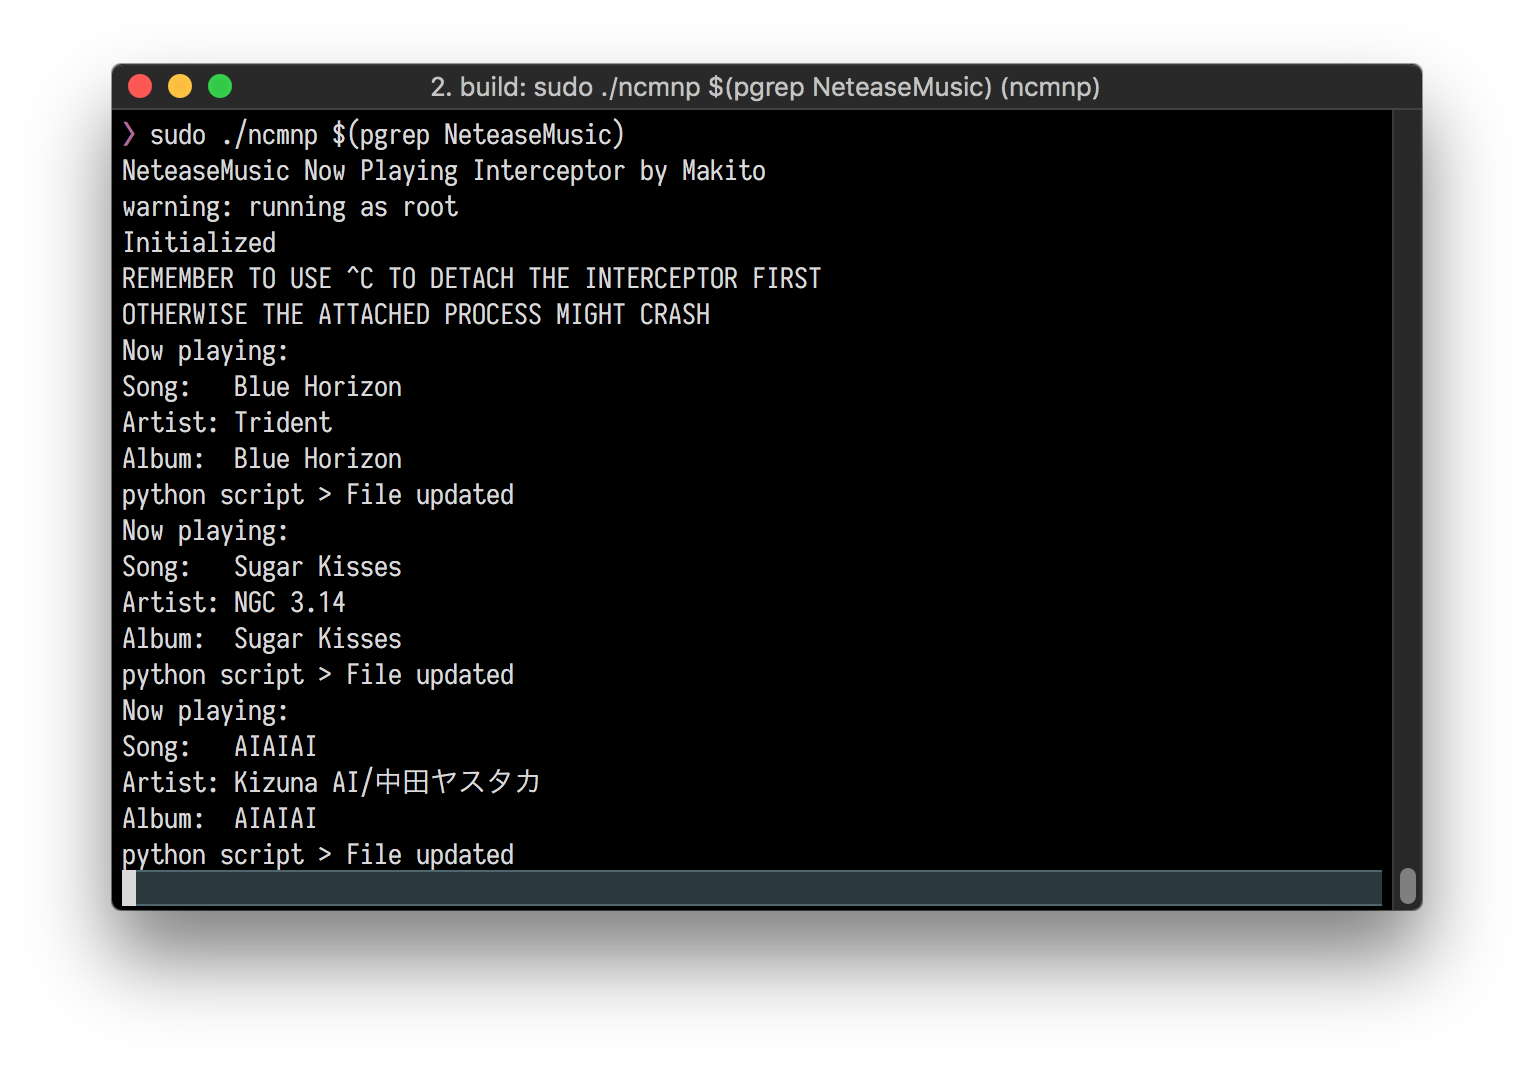 2. build: sudo ./ncmnp $(pgrep NeteaseMusic) (ncmnp)
❯ sudo ./ncmnp $(pgrep NeteaseMusic)
NeteaseMusic Now Playing Interceptor by Makito
warning: running as root
Initialized
REMEMBER TO USE ^C TO DETACH THE INTERCEPTOR FIRST
OTHERWISE THE ATTACHED PROCESS MIGHT CRASH
Now playing:
Song:   Blue Horizon
Artist: Trident
Album:  Blue Horizon
python script > File updated
Now playing:
Song:   Sugar Kisses
Artist: NGC 3.14
Album:  Sugar Kisses
python script > File updated
Now playing:
Song:   AIAIAI
Artist: Kizuna AI/中田ヤスタカ
Album:  AIAIAI
python script > File updated